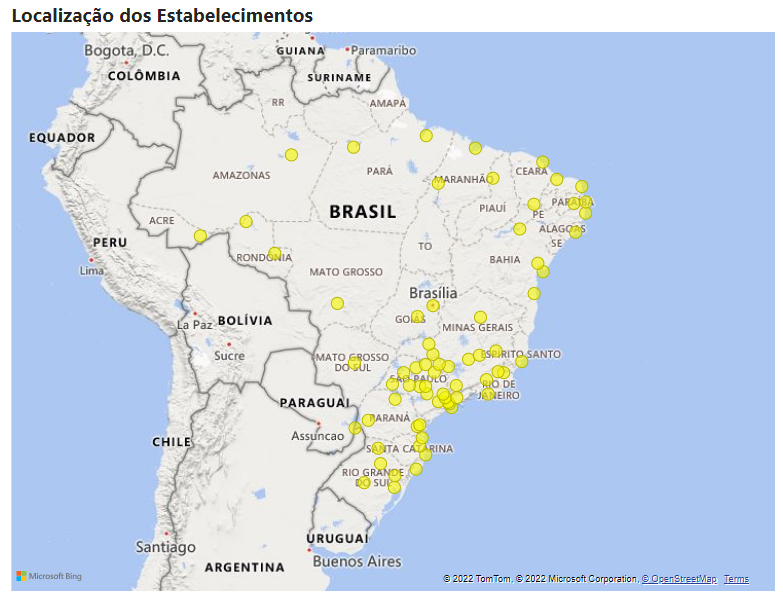 Localização dos Estabelecimentos
Bogota, D.C.
GUIANA
Paramaribo
COLÔMBIA
SURINAME
RR
AMAPÁ
EQUADOR
AMAZONAS
PARÁ
MARANHÃO
CEARA
BRASIL
PIAUÍ
PARAIBA
PE
ACRE
ALAGOAS
SE
PERU
RONDÔNIA
TO
BAHIA
Lima
MATO GROSSO
Brasília
La Paz
BOLÍVIA
GOIÁS
MINAS GERAIS
Sucre
MATO GROSSO
DO SUL
ESPIRITO SANTO
SÃO PAULO
RIO DE
JANEIRO
PARAGUAI
PARANÁ
Assuncao
CHILE
SANTA CATARINA
RIO GRANDE
DO SUL
Santiago
URUGUAI
Buenos Aires
ARGENTINA
Microsoft Bing
© 2022 TomTom, © 2022 Microsoft Corporation, © OpenStreetMap Terms